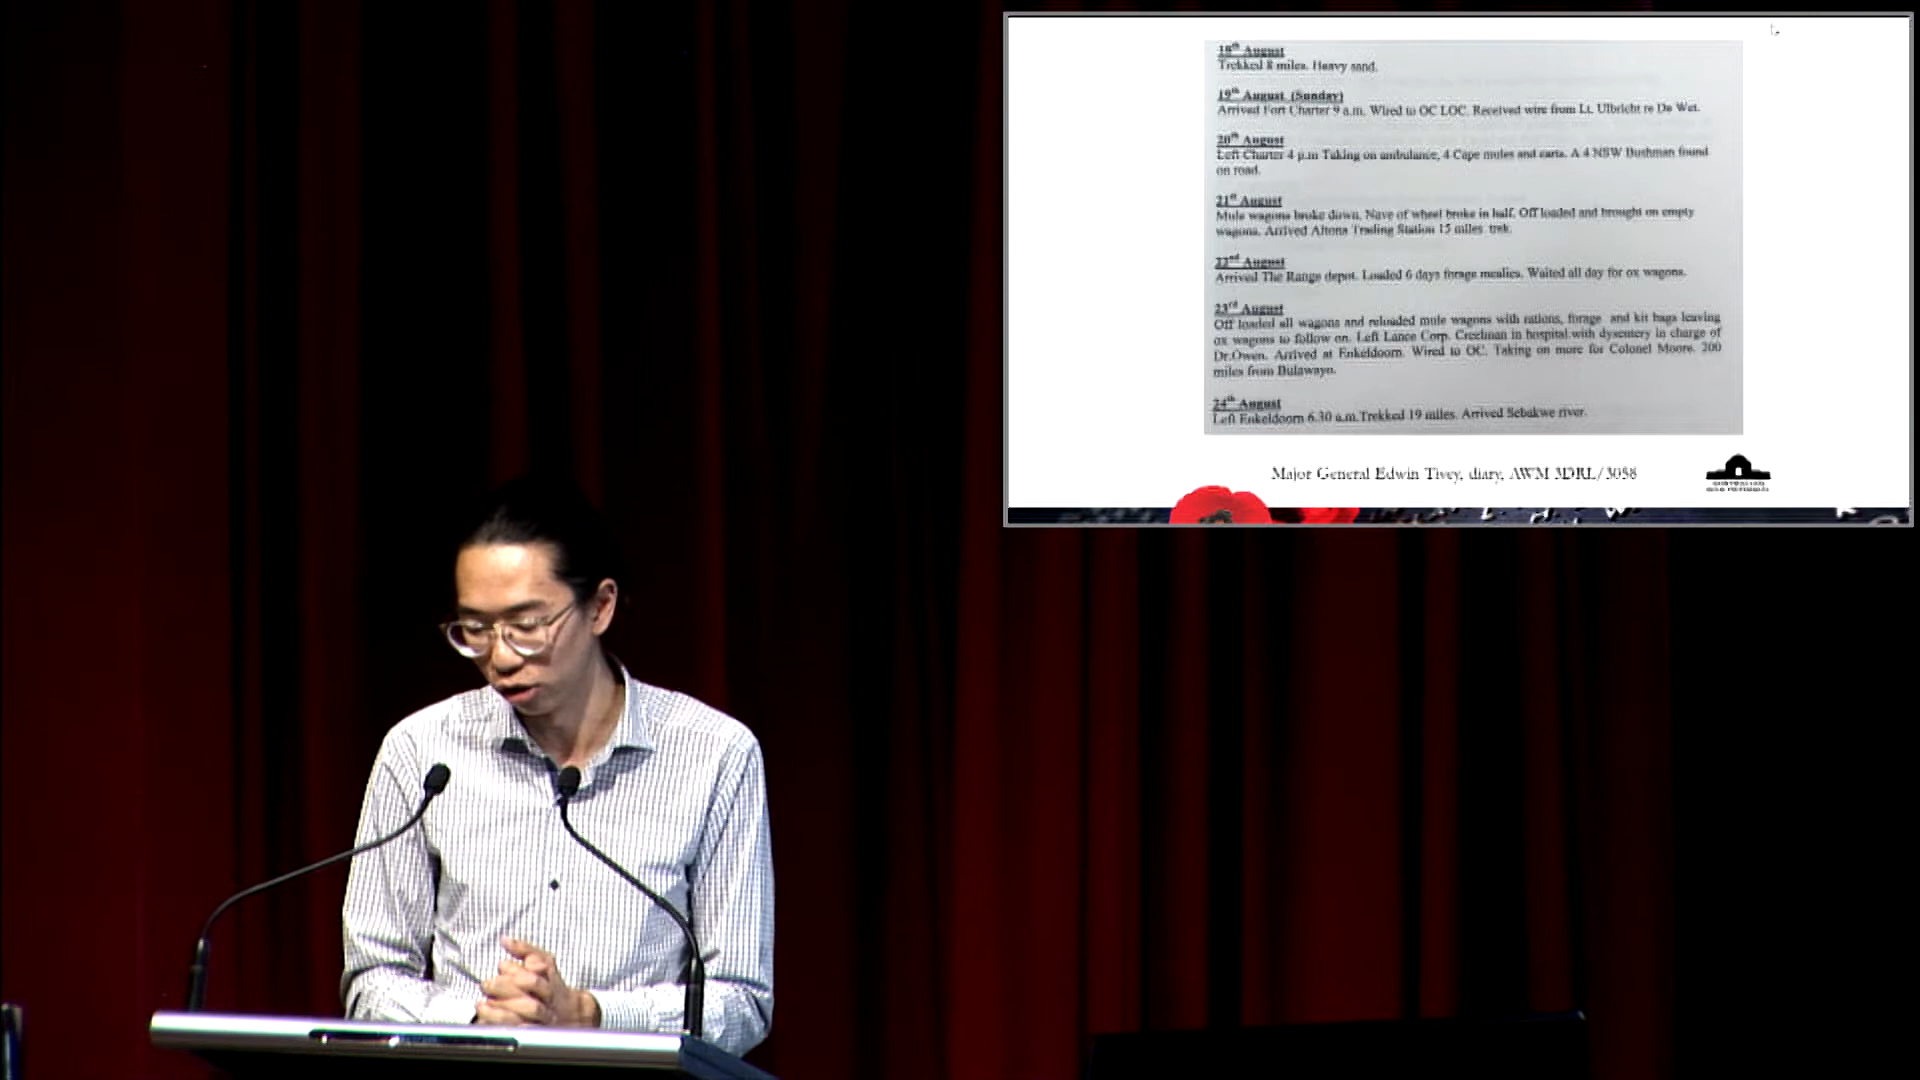 18th August
Trekked 8 miles. Heavy sand.
19th August (Sunday)
Arrived Fort Charter 9 a.m. Wired to OC LOC. Received wire from Lt. Ulbricht re De Wet.
20th August
Left Charter 4 p.m Taking on ambulance, 4 Cape mules and carts. A 4 NSW Bushman found
on road.
21st August
Mule wagons broke down. Nave of wheel broke in half. Off loaded and brought on empty
wagons. Arrived Altona Trading Station 15 miles trek.
22nd August
Arrived The Range depot. Loaded 6 days forage mealies. Waited all day for ox wagons.
23rd August
Off loaded all wagons and reloaded mule wagons with rations, forage and kit bags leaving
ox wagons to follow on. Left Lance Corp. Creelman in hospital with dysentery in charge of
Dr.Owen. Arrived at Enkeldoorn. Wired to OC. Taking on more for Colonel Moore. 200
miles from Bulawayo.
24th August
Left Enkeldoorn 6.30 a.m.Trekked 19 miles. Arrived Sebakwe river.
Major General Edwin Tivey, diary, AWM 3DRL/3058